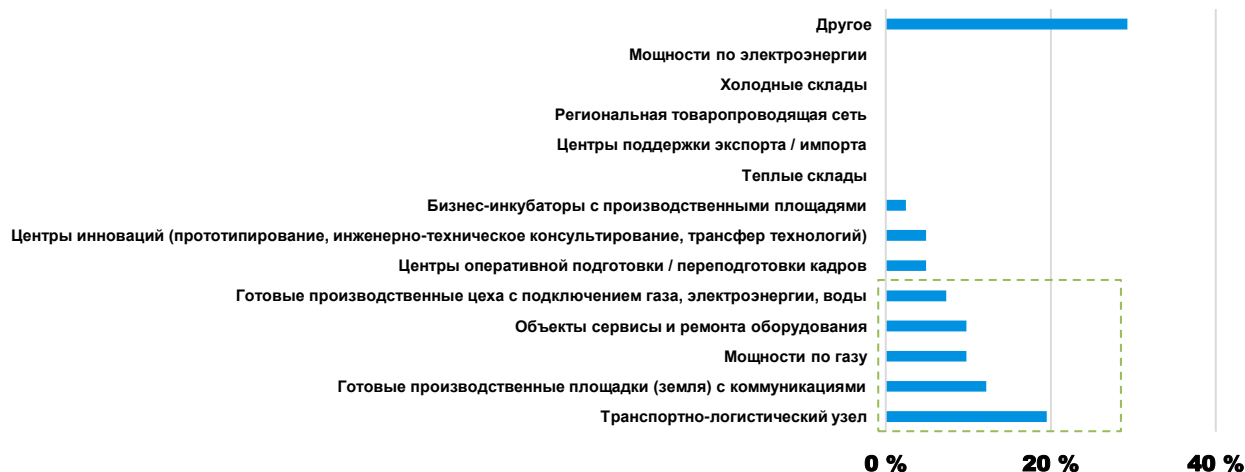 Другое
Мощности по электроэнергии
Холодные склады
Региональная товаропроводящая сеть
Центры поддержки экспорта / импорта
Теплые склады
Бизнес-инкубаторы с производственными площадями
Центры инноваций (прототипирование, инженерно-техническое консультирование, трансфер технологий)
Центры оперативной подготовки / переподготовки кадров
Готовые производственные цеха с подключением газа, электроэнергии, воды
Объекты сервисы и ремонта оборудования
Мощности по газу
Готовые производственные площадки (земля) с коммуникациями
Транспортно-логистический узел
0 % 20 % 40 %